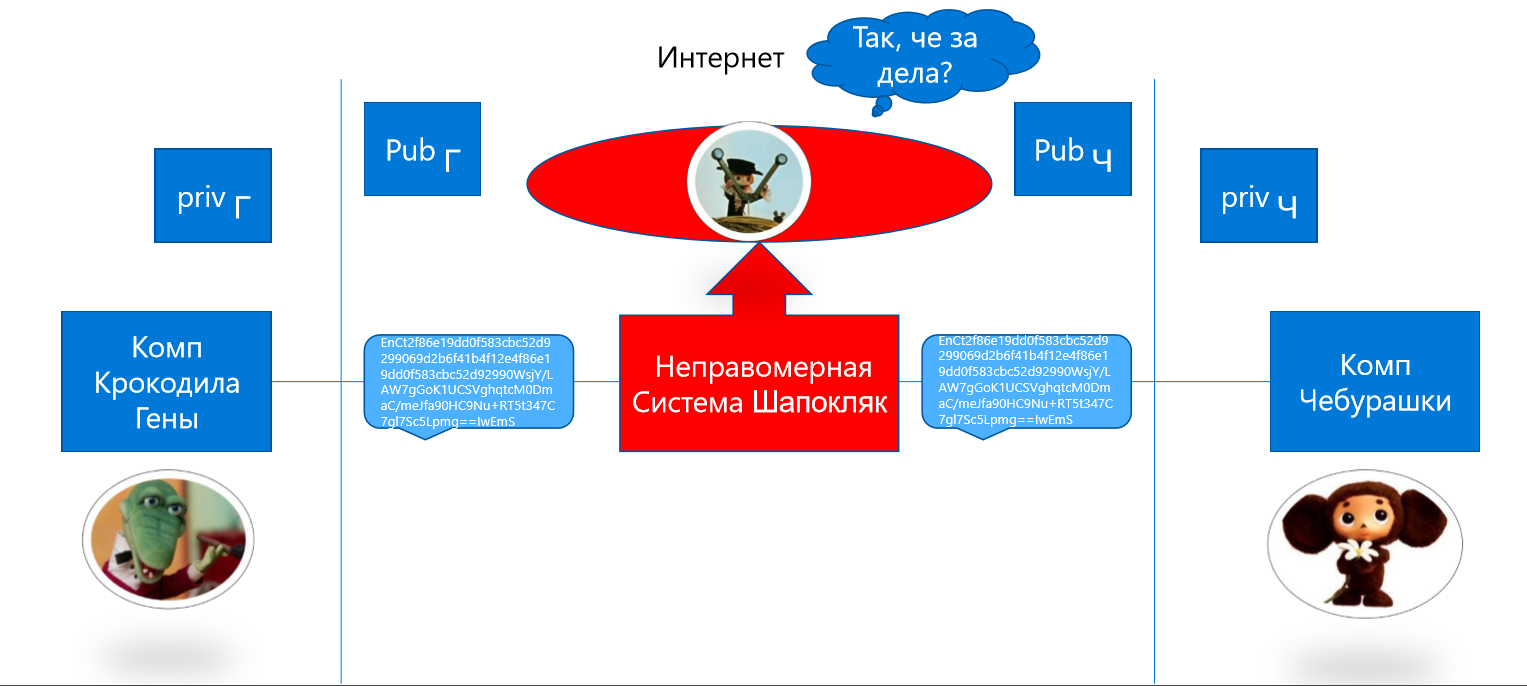 Интернет
Так, че за
дела?
Pub г
Pub ч
priv г
priv ч
Комп
Крокодила
Гены
EnCt2f86e19dd0f583cbc52d9
299069d2b6f41b4f12e4f86e1
9dd0f583cbc52d92990WsjY/L
AW7gGoK1UCSVghqtcM0Dm
aC/meJfa90HC9Nu+RT5t347C
7gl7Sc5Lpmg==IwEmS
Неправомерная
Система Шапокляк
EnCt2f86e19dd0f583cbc52d9
299069d2b6f41b4f12e4f86e1
9dd0f583cbc52d92990WsjY/L
AW7gGoK1UCSVghqtcM0Dm
aC/meJfa90HC9Nu+RT5t347C
7gl7Sc5Lpmg==IwEmS
Комп
Чебурашки